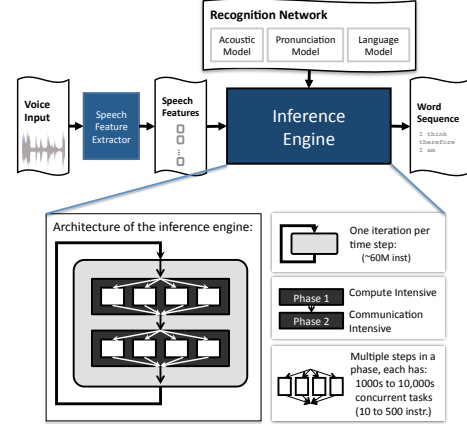 Recognition Network
Acoustic
Model
Pronunciation
Model
Language
Model
Voice
Input
Speech
Feature
Extractor
Speech
Features
Inference
Engine
Word
Sequence
I think
therefore
I am
Architecture of the inference engine:
One iteration per
time step:
(~60M inst)
Phase 1
Compute Intensive
Phase 2
Communication
Intensive
Multiple steps in a
phase, each has:
1000s to 10,000s
concurrent tasks
(10 to 500 instr.)